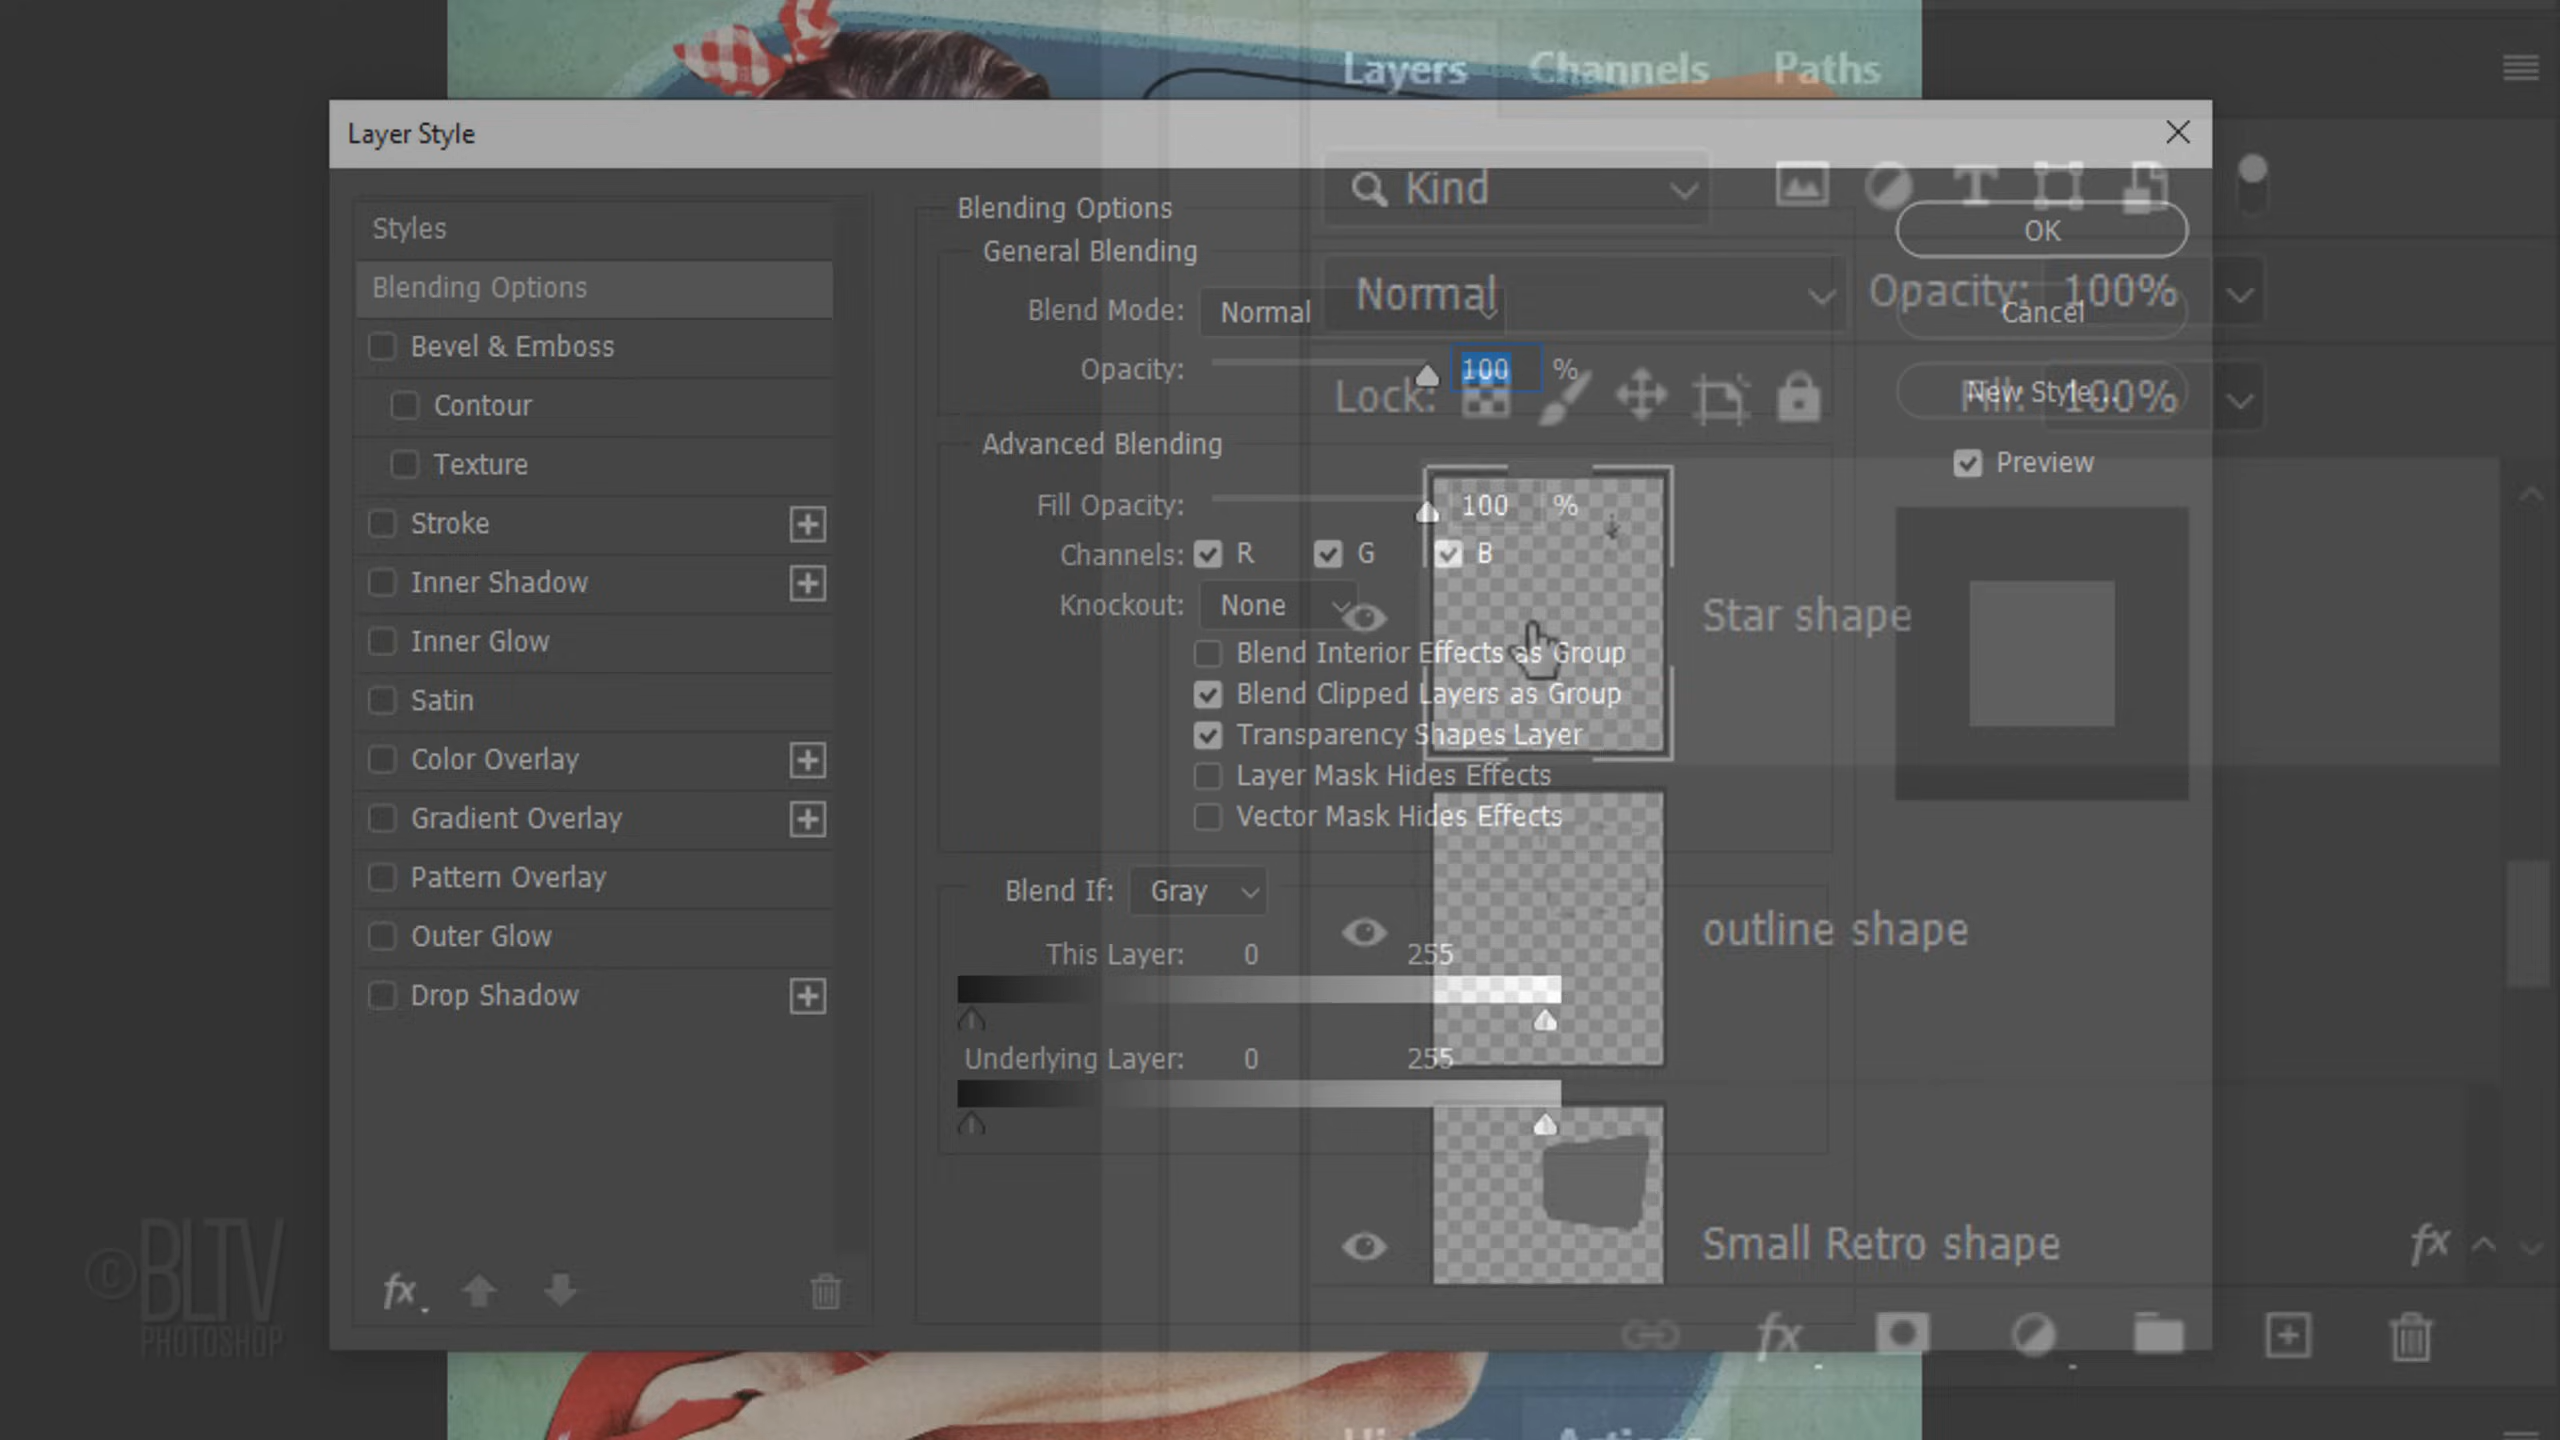 Layers Channels Paths
Layer Style
Kind
Styles
Blending Options
Bevel & Emboss
Contour
Texture
Stroke
Inner Shadow
Inner Glow
Satin
Color Overlay
Gradient Overlay
Pattern Overlay
Outer Glow
Drop Shadow
fx
Blending Options
General Blending
Blend Mode: Normal
Opacity: 100 %
Advanced Blending
Fill Opacity: 100 %
Channels: R G B
Knockout: None
Blend Interior Effects as Group
Blend Clipped Layers as Group
Transparency Shapes Layer
Layer Mask Hides Effects
Vector Mask Hides Effects
Blend If: Gray
This Layer: 0 255
Underlying Layer: 0 255
OK
Cancel
New Style...
Preview
Normal
Opacity: 100%
Lock:
Fill: 100%
Star shape
outline shape
Small Retro shape
fx
fx
©BLTV
PHOTOSHOP